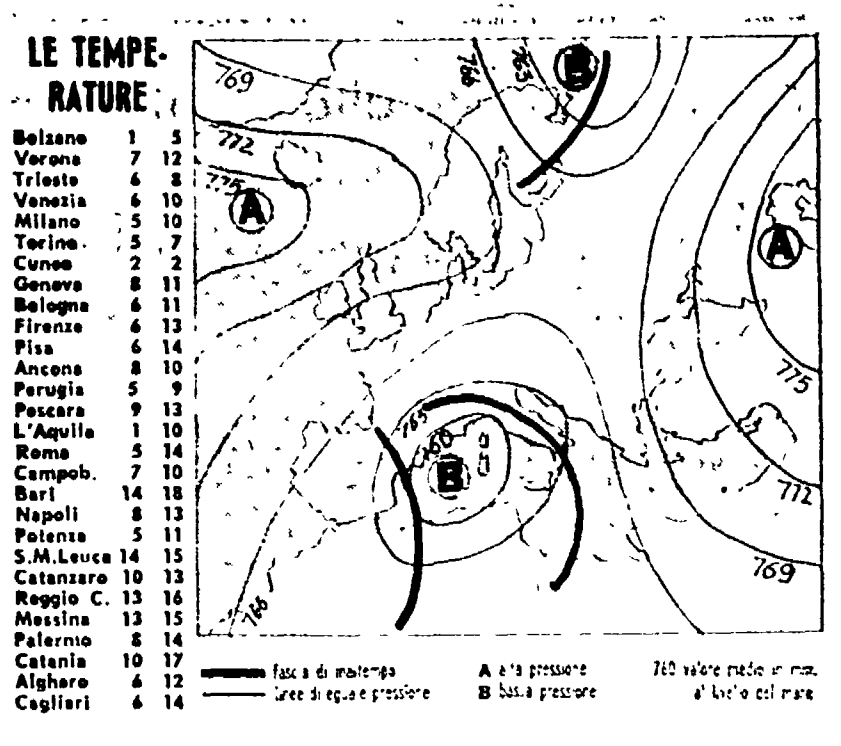 LE TEMPE-
RATURE
Bolzano 1 5
Verona 7 12
Trieste 6 8
Venezia 6 10
Milano 5 10
Torino 5 7
Cuneo 2 2
Genova 8 11
Bologna 6 11
Firenze 6 13
Pisa 6 14
Ancona 8 10
Perugia 5 9
Pescara 9 13
L'Aquila 1 10
Roma 5 14
Campob. 7 10
Bari 14 18
Napoli 8 13
Potenza 5 11
S.M.Leuca 14 15
Catanzaro 10 13
Reggio C. 13 16
Messina 13 15
Palermo 8 14
Catania 10 17
Alghero 6 12
Cagliari 6 14
769
772
775
A
766
763
B
A
775
772
769
765
760
B
766
fascia di maltempo
linee di eguale pressione
A alta pressione
B bassa pressione
760 valore medio in mm.
al livello del mare